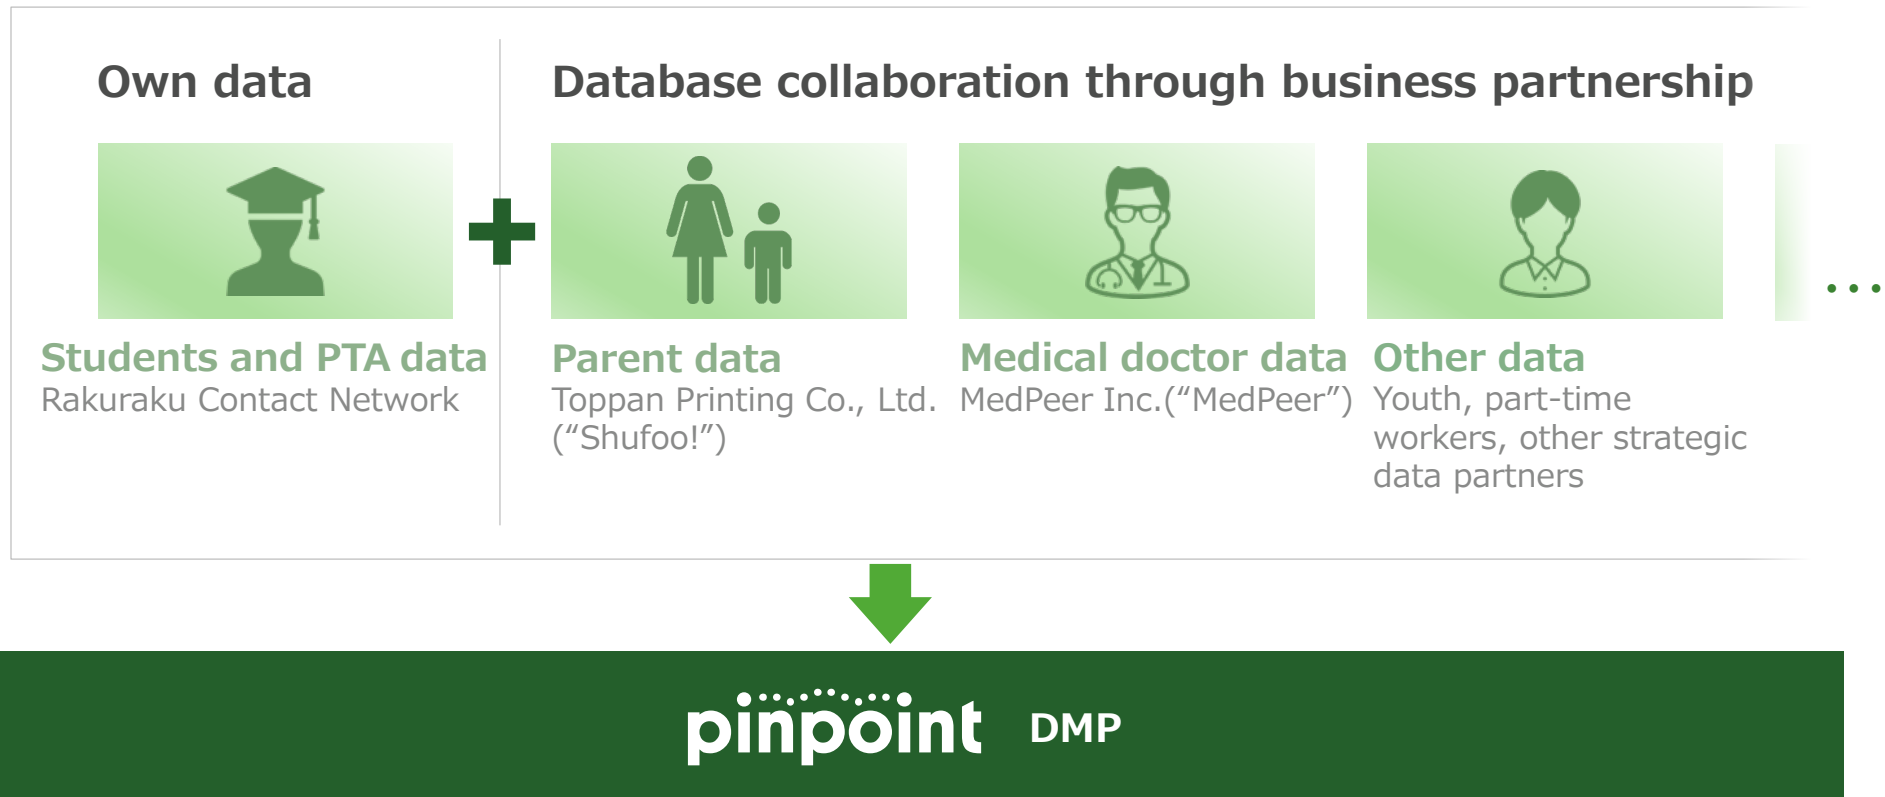 Own data
Database collaboration through business partnership
Students and PTA data
Rakuraku Contact Network
Parent data
Toppan Printing Co., Ltd.
(“Shufoo!”)
Medical doctor data
MedPeer Inc.(“MedPeer”)
Other data
Youth, part-time
workers, other strategic
data partners
...
pinpoint DMP